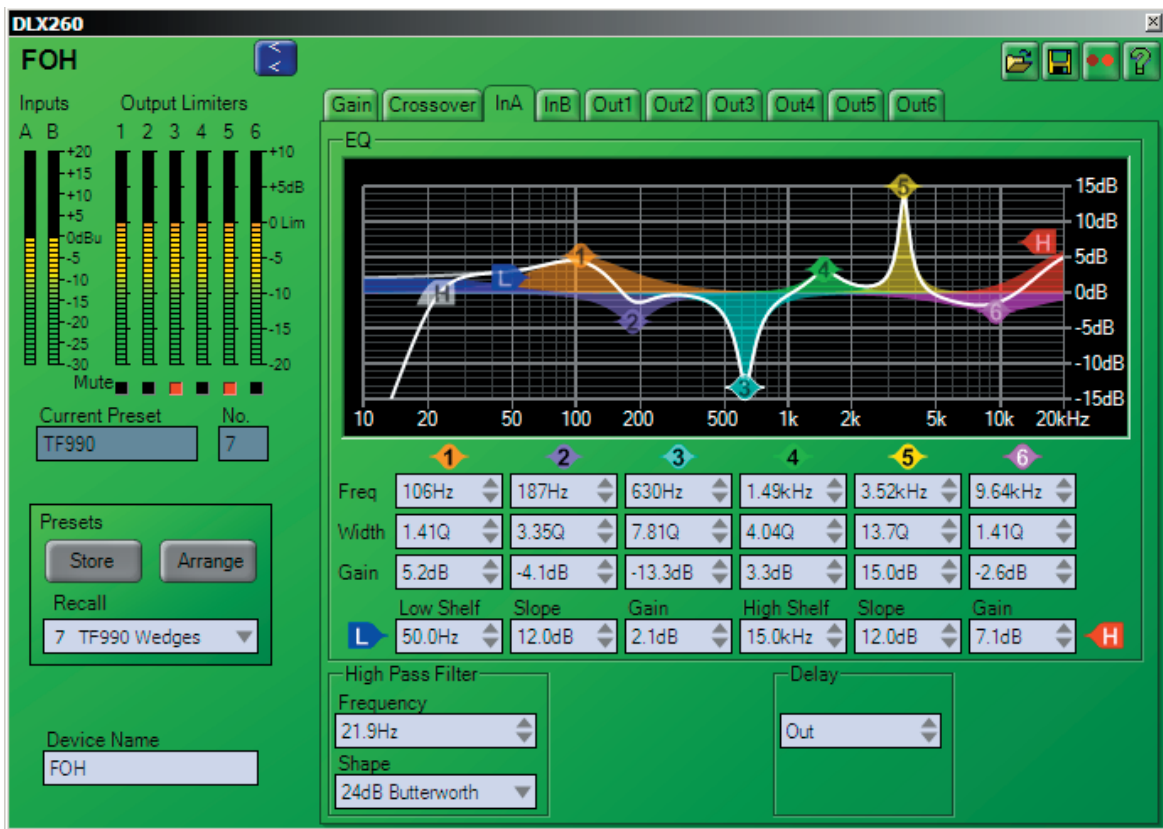 DLX260
FOH
<
<
Inputs
A B
+20
+15
+10
+5
0dBu
-5
-10
-15
-20
-25
-30
Output Limiters
1 2 3 4 5 6
+10
+5dB
0 Lim
-5
-10
-15
-20
Mute
Current Preset No.
TF990 7
Presets
Store Arrange
Recall
7 TF990 Wedges
Device Name
FOH
Gain Crossover InA InB Out1 Out2 Out3 Out4 Out5 Out6
EQ
15dB
10dB
5dB
0dB
-5dB
-10dB
-15dB
L H 1 2 3 4 5 6 H
10 20 50 100 200 500 1k 2k 5k 10k 20kHz
1 2 3 4 5 6
Freq 106Hz 187Hz 630Hz 1.49kHz 3.52kHz 9.64kHz
Width 1.41Q 3.35Q 7.81Q 4.04Q 13.7Q 1.41Q
Gain 5.2dB -4.1dB -13.3dB 3.3dB 15.0dB -2.6dB
Low Shelf Slope Gain High Shelf Slope Gain
L 50.0Hz 12.0dB 2.1dB 15.0kHz 12.0dB 7.1dB H
High Pass Filter
Frequency
21.9Hz
Shape
24dB Butterworth
Delay
Out